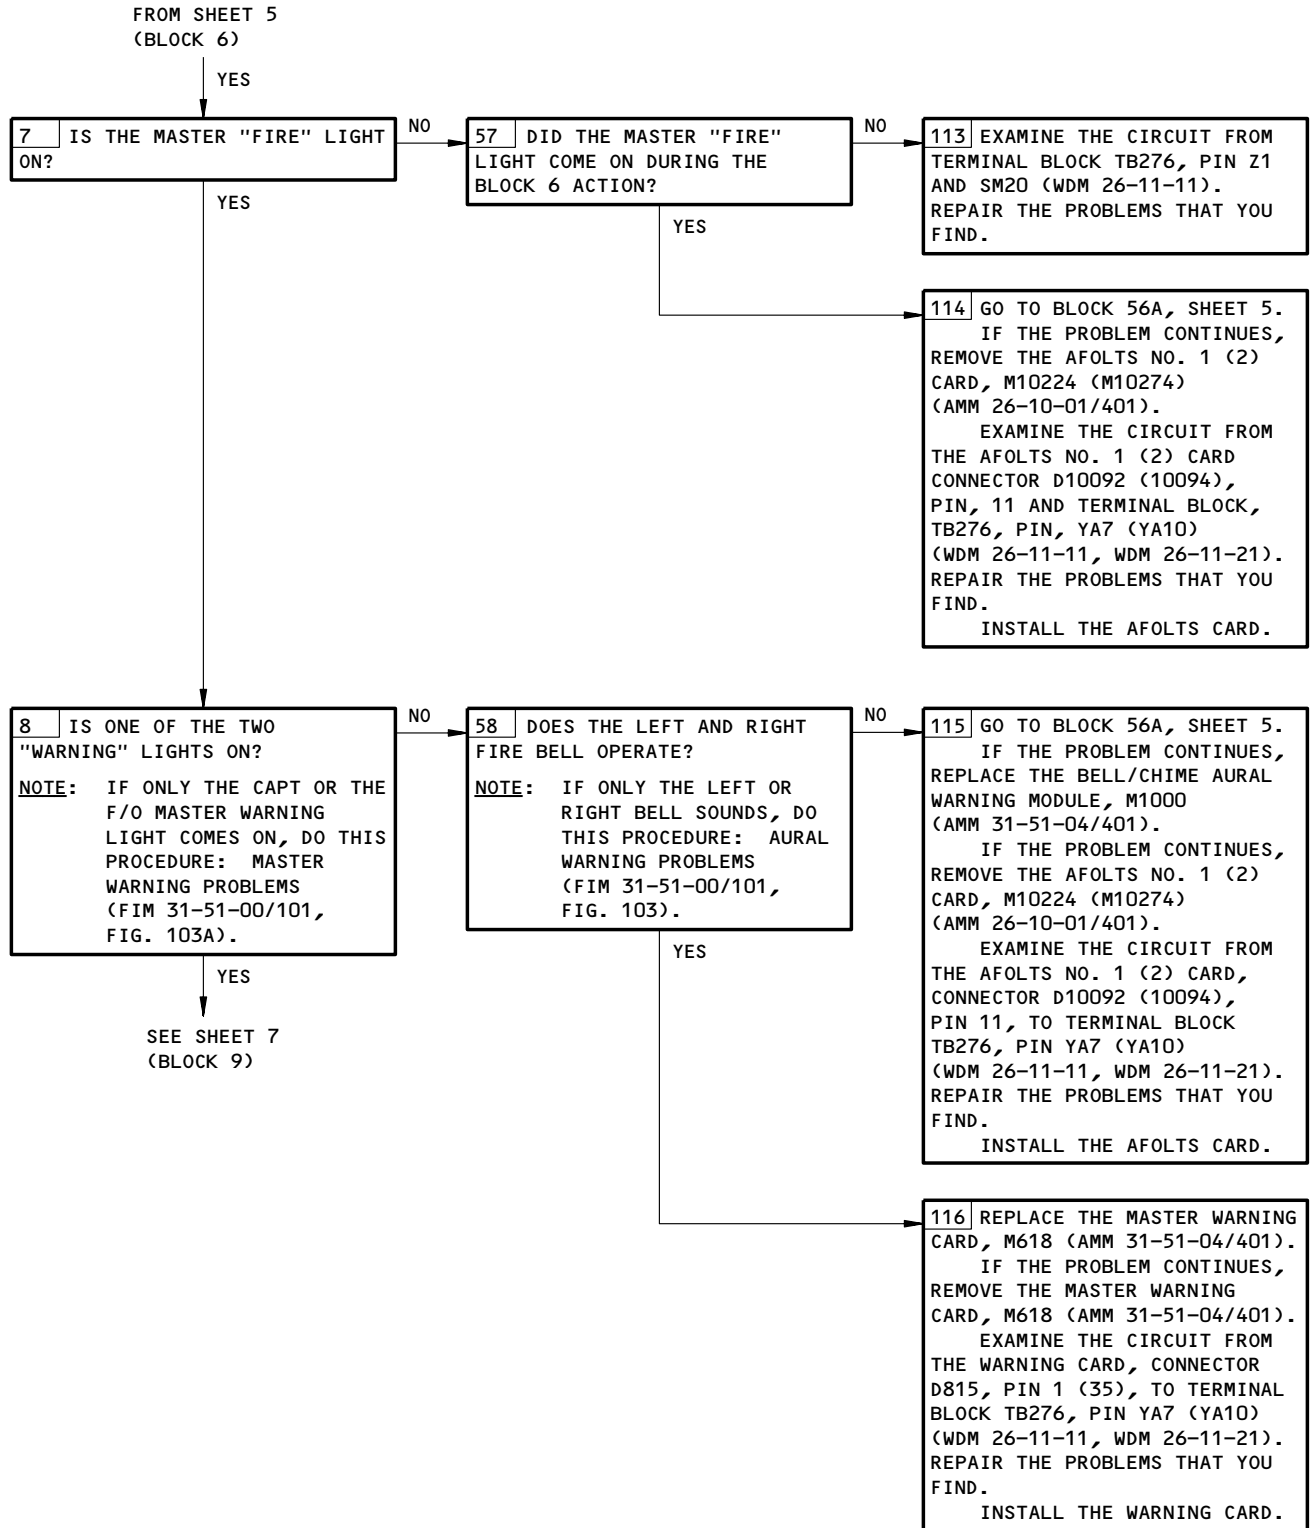 FROM SHEET 5
(BLOCK 6)
YES
7 IS THE MASTER "FIRE" LIGHT
ON?
NO
YES
57 DID THE MASTER "FIRE"
LIGHT COME ON DURING THE
BLOCK 6 ACTION?
NO
YES
113 EXAMINE THE CIRCUIT FROM
TERMINAL BLOCK TB276, PIN Z1
AND SM20 (WDM 26-11-11).
REPAIR THE PROBLEMS THAT YOU
FIND.
114 GO TO BLOCK 56A, SHEET 5.
IF THE PROBLEM CONTINUES,
REMOVE THE AFOLTS NO. 1 (2)
CARD, M10224 (M10274)
(AMM 26-10-01/401).
EXAMINE THE CIRCUIT FROM
THE AFOLTS NO. 1 (2) CARD
CONNECTOR D10092 (10094),
PIN, 11 AND TERMINAL BLOCK,
TB276, PIN, YA7 (YA10)
(WDM 26-11-11, WDM 26-11-21).
REPAIR THE PROBLEMS THAT YOU
FIND.
INSTALL THE AFOLTS CARD.
8 IS ONE OF THE TWO
"WARNING" LIGHTS ON?
NOTE: IF ONLY THE CAPT OR THE
F/O MASTER WARNING
LIGHT COMES ON, DO THIS
PROCEDURE: MASTER
WARNING PROBLEMS
(FIM 31-51-00/101,
FIG. 103A).
NO
YES
SEE SHEET 7
(BLOCK 9)
58 DOES THE LEFT AND RIGHT
FIRE BELL OPERATE?
NOTE: IF ONLY THE LEFT OR
RIGHT BELL SOUNDS, DO
THIS PROCEDURE: AURAL
WARNING PROBLEMS
(FIM 31-51-00/101,
FIG. 103).
NO
YES
115 GO TO BLOCK 56A, SHEET 5.
IF THE PROBLEM CONTINUES,
REPLACE THE BELL/CHIME AURAL
WARNING MODULE, M1000
(AMM 31-51-04/401).
IF THE PROBLEM CONTINUES,
REMOVE THE AFOLTS NO. 1 (2)
CARD, M10224 (M10274)
(AMM 26-10-01/401).
EXAMINE THE CIRCUIT FROM
THE AFOLTS NO. 1 (2) CARD,
CONNECTOR D10092 (10094),
PIN 11, TO TERMINAL BLOCK
TB276, PIN YA7 (YA10)
(WDM 26-11-11, WDM 26-11-21).
REPAIR THE PROBLEMS THAT YOU
FIND.
INSTALL THE AFOLTS CARD.
116 REPLACE THE MASTER WARNING
CARD, M618 (AMM 31-51-04/401).
IF THE PROBLEM CONTINUES,
REMOVE THE MASTER WARNING
CARD, M618 (AMM 31-51-04/401).
EXAMINE THE CIRCUIT FROM
THE WARNING CARD, CONNECTOR
D815, PIN 1 (35), TO TERMINAL
BLOCK TB276, PIN YA7 (YA10)
(WDM 26-11-11, WDM 26-11-21).
REPAIR THE PROBLEMS THAT YOU
FIND.
INSTALL THE WARNING CARD.